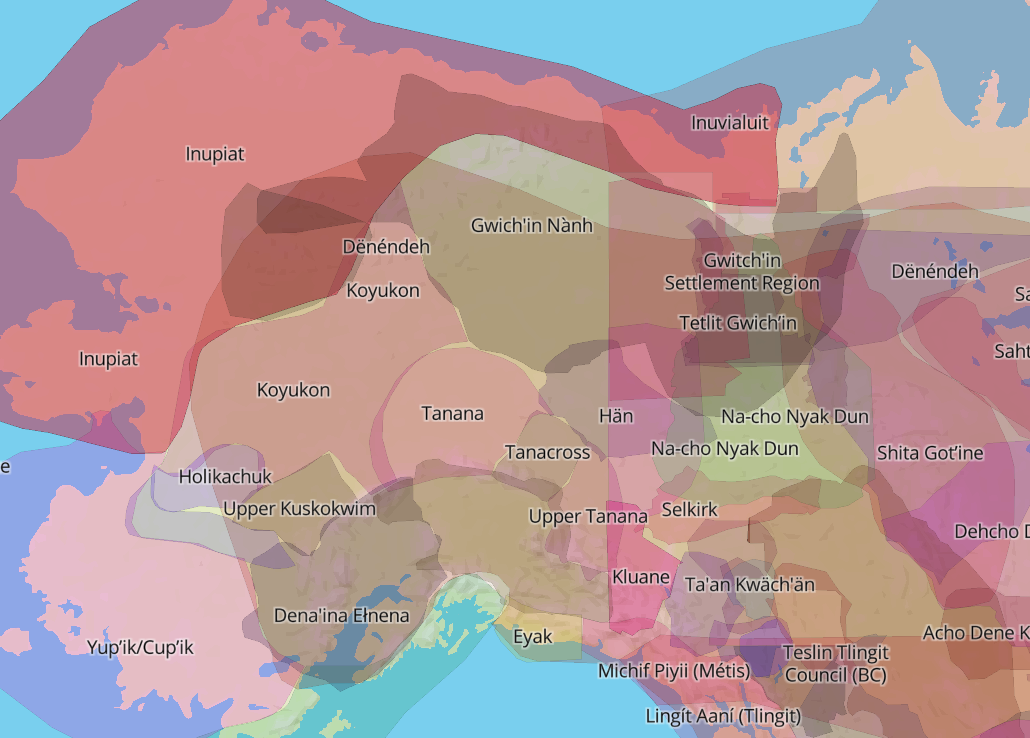 Inuvialuit
Inupiat
Gwich'in Nành
Dënéndeh
Gwitch'in
Settlement Region
Dënéndeh
Koyukon
Sa
Tetlit Gwich’in
Saht
Inupiat
Koyukon
Tanana
Hän
Na-cho Nyak Dun
Na-cho Nyak Dun
Tanacross
Shita Got’ine
e
Holikachuk
Upper Kuskokwim
Upper Tanana
Selkirk
Dehcho D
Kluane
Ta'an Kwäch'än
Dena'ina Ełnena
Eyak
Acho Dene K
Yup’ik/Cup’ik
Teslin Tlingit
Council (BC)
Michif Piyii (Métis)
Lingít Aaní (Tlingit)